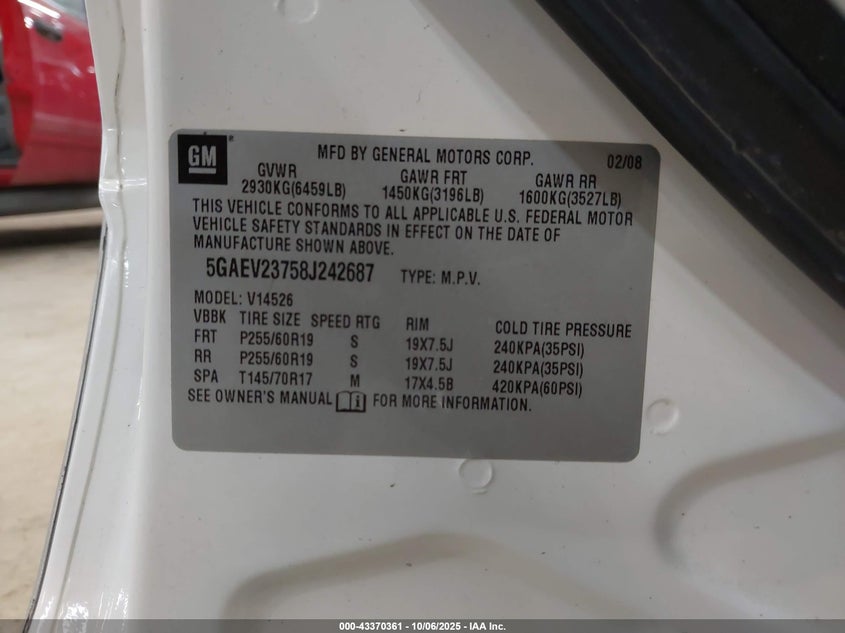 GM
MFD BY GENERAL MOTORS CORP. 02/08
GVWR GAWR FRT GAWR RR
2930KG(6459LB) 1450KG(3196LB) 1600KG(3527LB)
THIS VEHICLE CONFORMS TO ALL APPLICABLE U.S. FEDERAL MOTOR
VEHICLE SAFETY STANDARDS IN EFFECT ON THE DATE OF
MANUFACTURE SHOWN ABOVE.
5GAEV23758J242687 TYPE: M.P.V.
MODEL: V14526
VBBK TIRE SIZE SPEED RTG RIM COLD TIRE PRESSURE
FRT P255/60R19 S 19X7.5J 240KPA(35PSI)
RR P255/60R19 S 19X7.5J 240KPA(35PSI)
SPA T145/70R17 M 17X4.5B 420KPA(60PSI)
SEE OWNER'S MANUAL i FOR MORE INFORMATION.
000-43370361 - 10/06/2025 - IAA Inc.